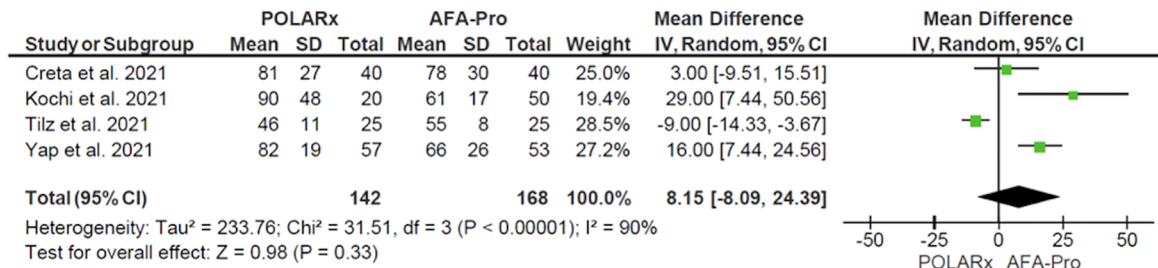 POLARx AFA-Pro Mean Difference Mean Difference
Study or Subgroup Mean SD Total Mean SD Total Weight IV, Random, 95% CI IV, Random, 95% CI
Creta et al. 2021 81 27 40 78 30 40 25.0% 3.00 [-9.51, 15.51]
Kochi et al. 2021 90 48 20 61 17 50 19.4% 29.00 [7.44, 50.56]
Tilz et al. 2021 46 11 25 55 8 25 28.5% -9.00 [-14.33, -3.67]
Yap et al. 2021 82 19 57 66 26 53 27.2% 16.00 [7.44, 24.56]
Total (95% CI) 142 168 100.0% 8.15 [-8.09, 24.39]
Heterogeneity: Tau² = 233.76; Chi² = 31.51, df = 3 (P < 0.00001); I² = 90%
Test for overall effect: Z = 0.98 (P = 0.33)
-50 -25 0 25 50
POLARx AFA-Pro